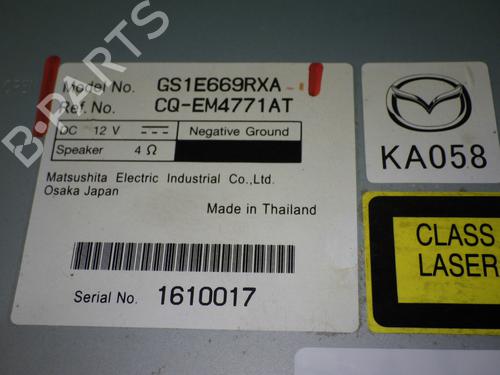 Model No. GS1E669RXA
Ref. No. CQ-EM4771AT
DC 12 V Negative Ground
Speaker 4 Ω
Matsushita Electric Industrial Co.,Ltd.
Osaka Japan
Made in Thailand
Serial No. 1610017
KA058
CLASS
LASER
B-PARTS